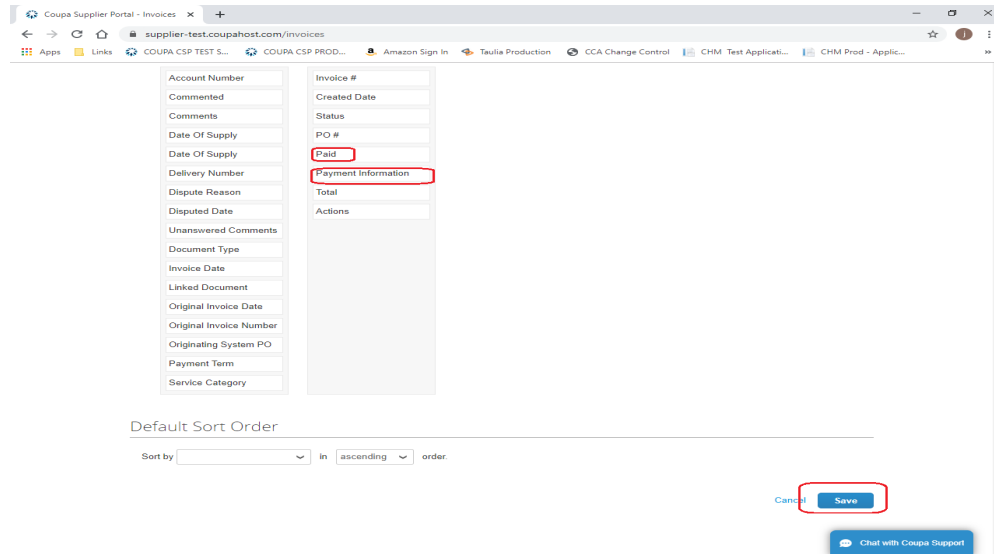 Coupa Supplier Portal - Invoices
supplier-test.coupahost.com/invoices
Apps Links COUPA CSP TEST S... COUPA CSP PROD... Amazon Sign In Taulia Production CCA Change Control CHM Test Applicati... CHM Prod - Applic...
Account Number
Commented
Comments
Date Of Supply
Date Of Supply
Delivery Number
Dispute Reason
Disputed Date
Unanswered Comments
Document Type
Invoice Date
Linked Document
Original Invoice Date
Original Invoice Number
Originating System PO
Payment Term
Service Category
Invoice #
Created Date
Status
PO #
Paid
Payment Information
Total
Actions
Default Sort Order
Sort by in ascending order.
Cancel Save
Chat with Coupa Support